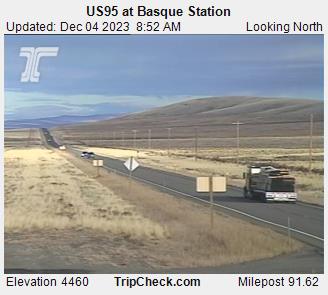 US95 at Basque Station
Updated: Dec 04 2023 8:52 AM Looking North
Elevation 4460 TripCheck.com Milepost 91.62